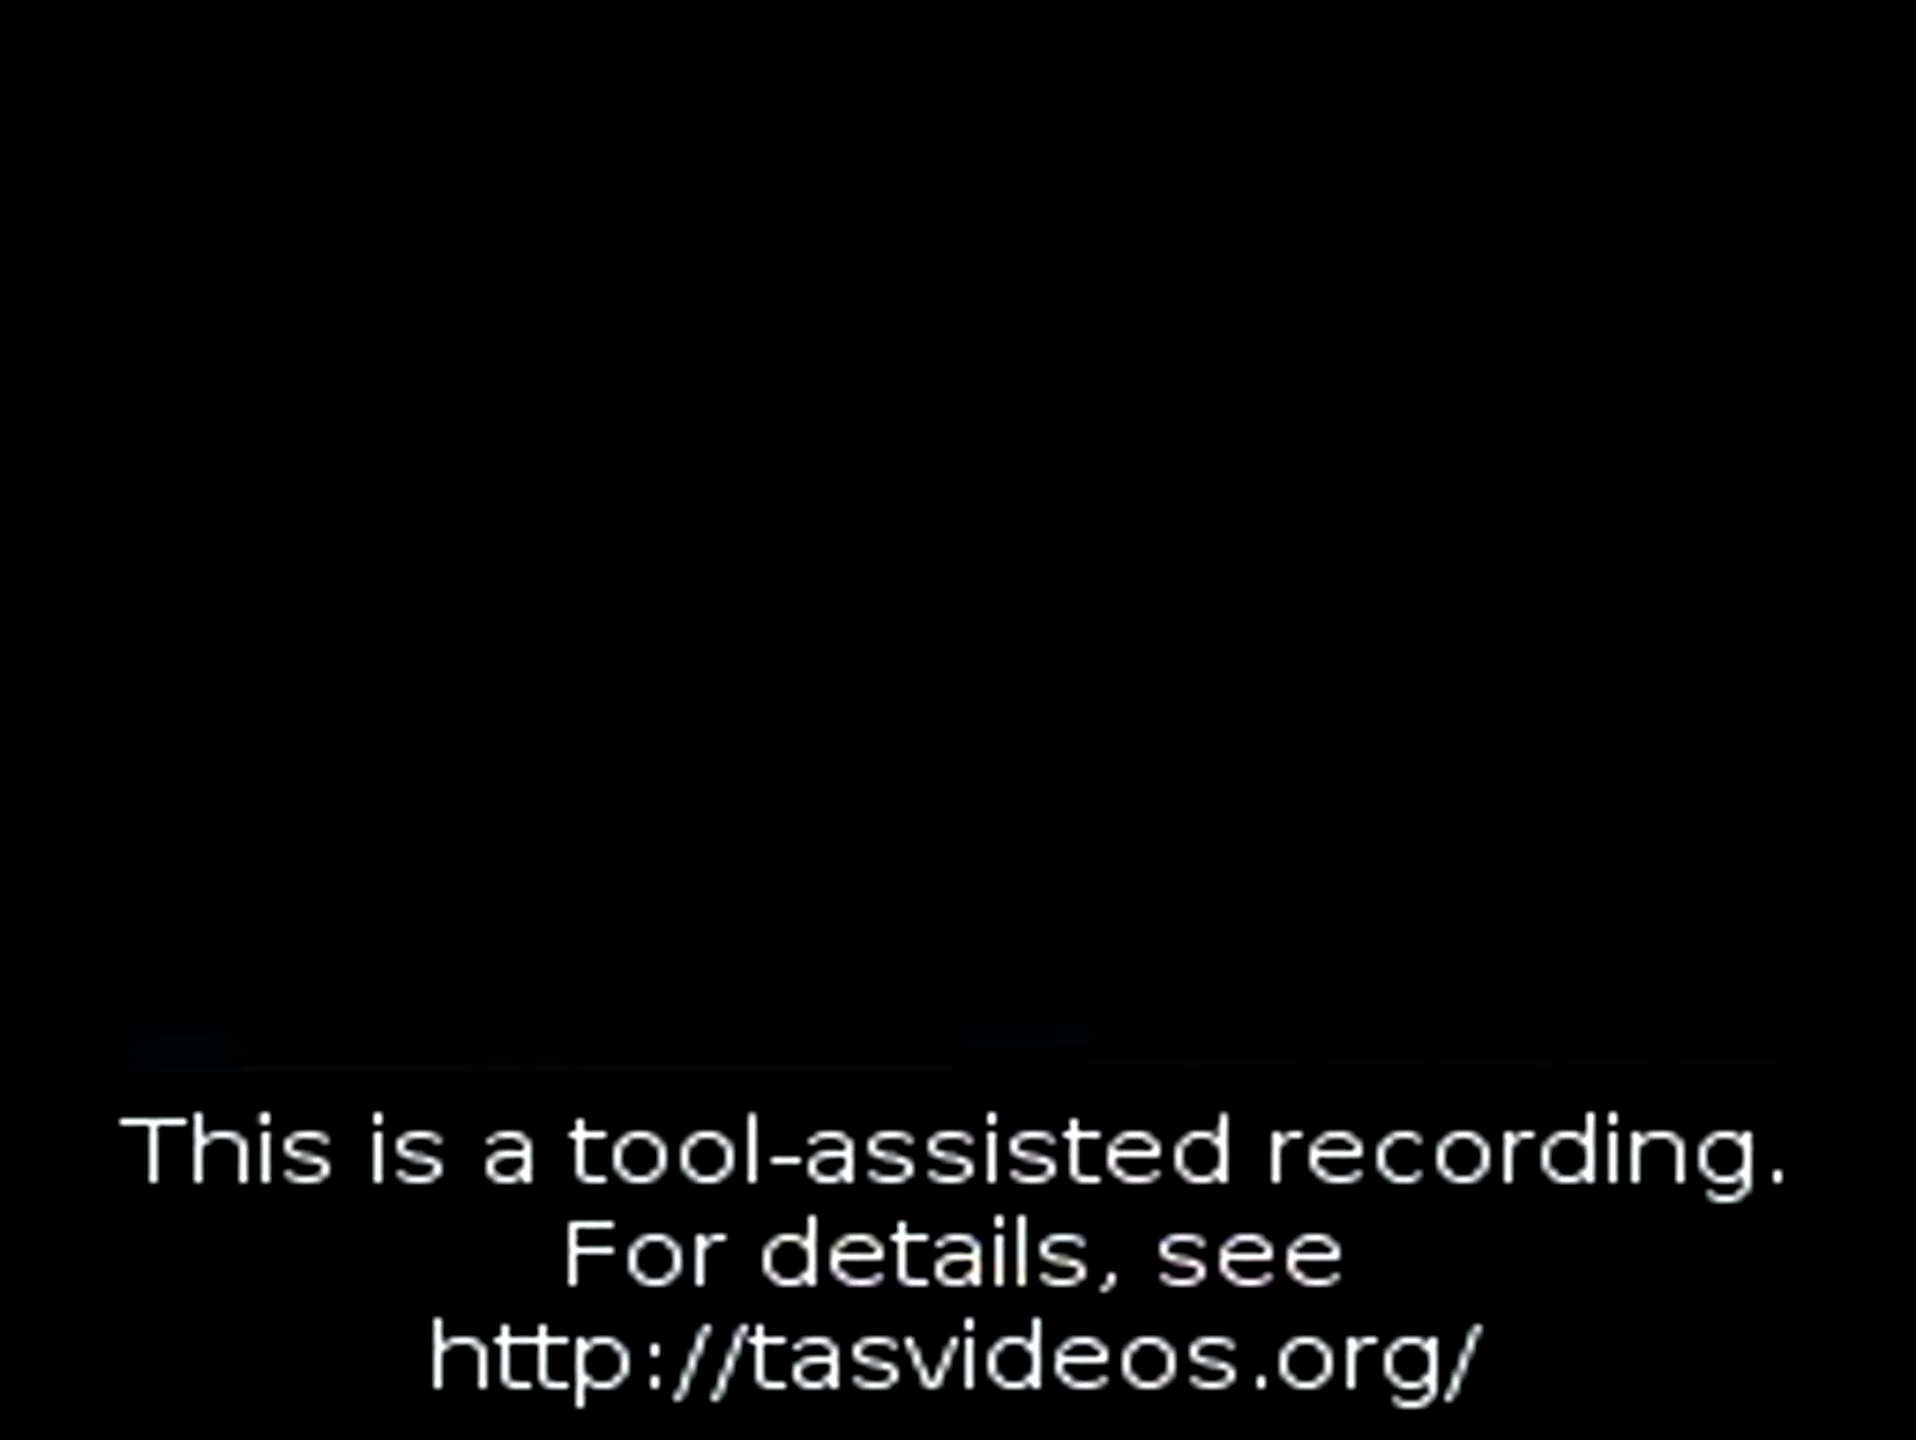 This is a tool-assisted recording.
For details, see
http://tasvideos.org/